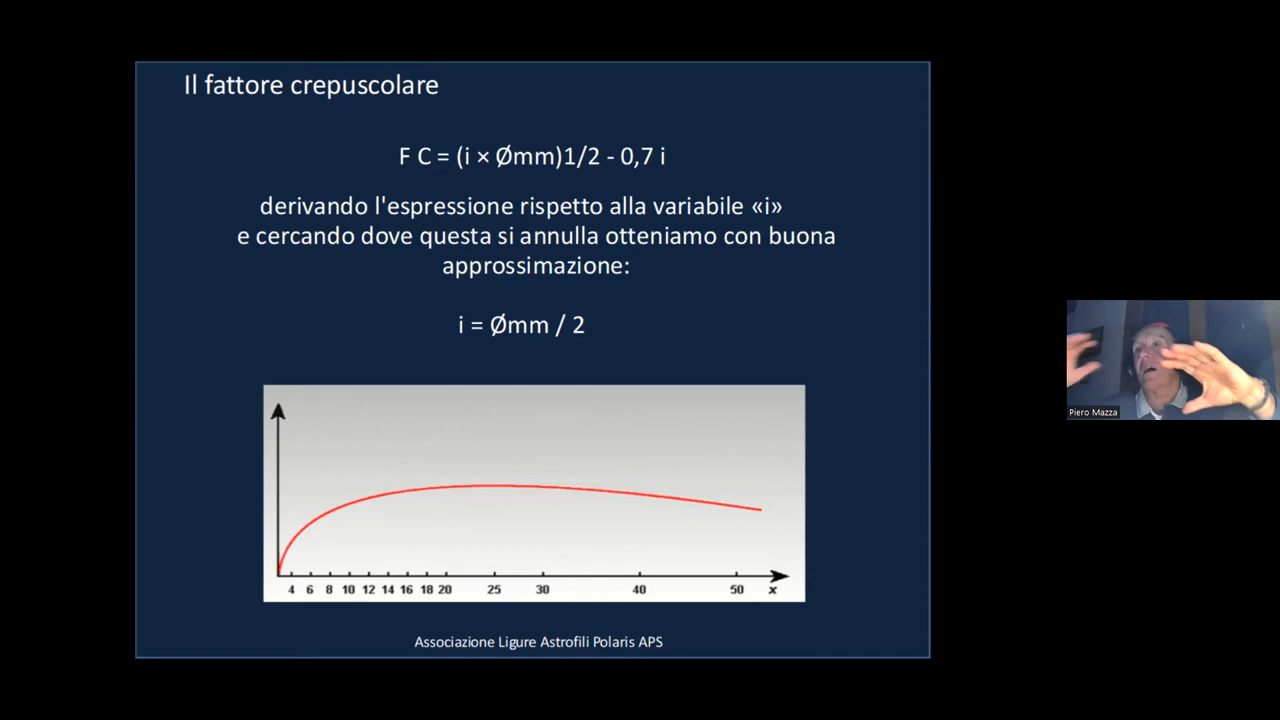 Il fattore crepuscolare
F C = (i × Ømm)1/2 - 0,7 i
derivando l'espressione rispetto alla variabile «i»
e cercando dove questa si annulla otteniamo con buona
approssimazione:
i = Ømm / 2
4 6 8 10 12 14 16 18 20 25 30 40 50 x
Associazione Ligure Astrofili Polaris APS
Piero Mazza